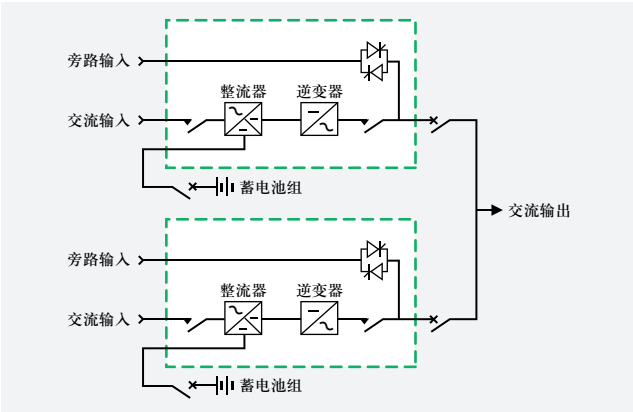 旁路输入
整流器 逆变器
交流输入
蓄电池组
交流输出
旁路输入
整流器 逆变器
交流输入
蓄电池组